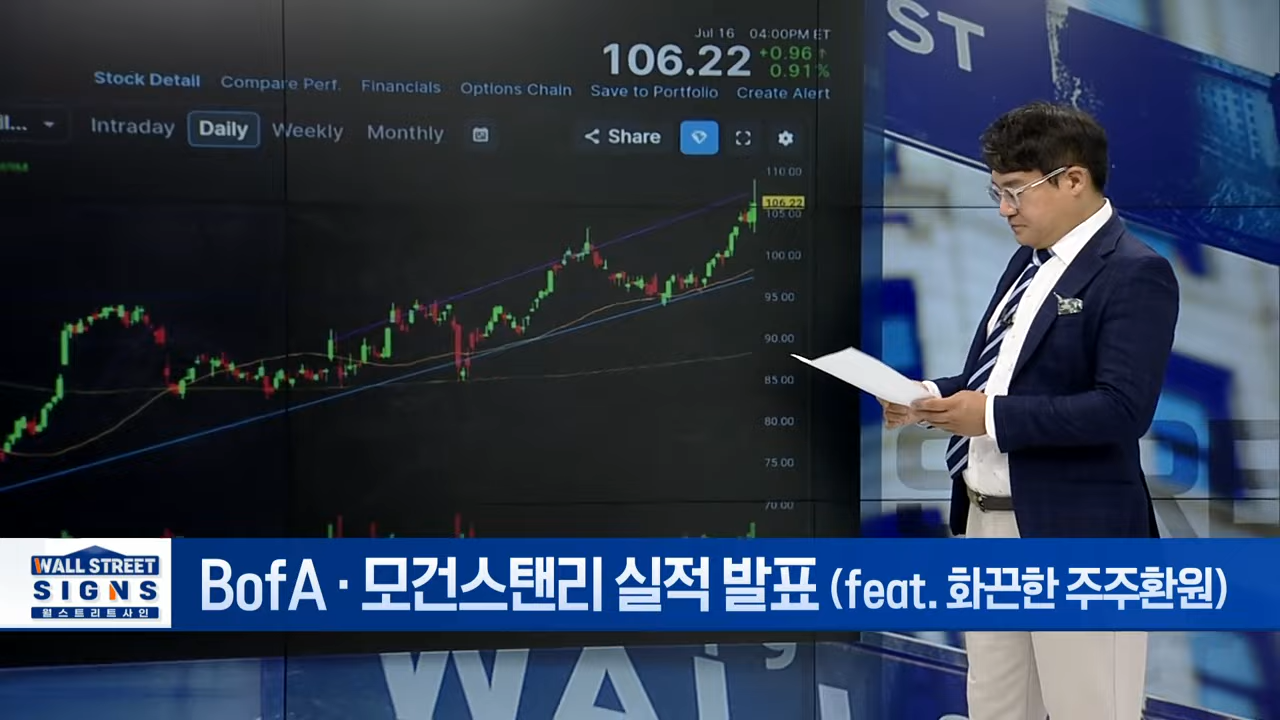 ST
Jul 16 04:00PM ET
106.22 +0.96
0.91%
Stock Detail Compare Perf. Financials Options Chain Save to Portfolio Create Alert
Intraday Daily Weekly Monthly Share
110.00
106.22
105.00
100.00
95.00
90.00
85.00
80.00
75.00
70.00
WALL STREET
SIGNS
월스트리트사인
BofA · 모건스탠리 실적 발표 (feat. 화끈한 주주환원)
WAL